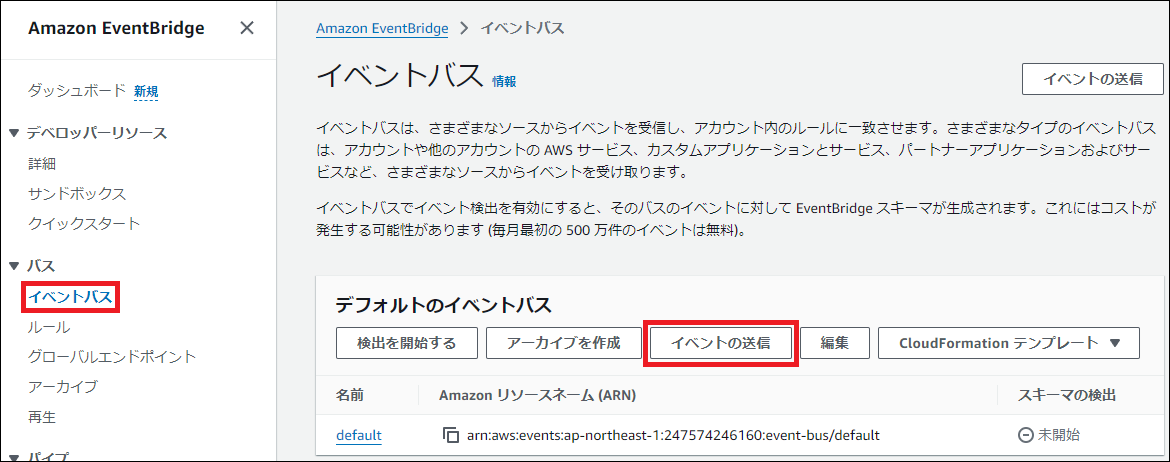 Amazon EventBridge
ダッシュボード 新規
デベロッパーリソース
詳細
サンドボックス
クイックスタート
バス
イベントバス
ルール
グローバルエンドポイント
アーカイブ
再生
パイプ
Amazon EventBridge > イベントバス
イベントバス 情報
イベントの送信
イベントバスは、さまざまなソースからイベントを受信し、アカウント内のルールに一致させます。さまざまなタイプのイベントバス
は、アカウントや他のアカウントの AWS サービス、カスタムアプリケーションとサービス、パートナーアプリケーションおよびサー
ビスなど、さまざまなソースからイベントを受け取ります。
イベントバスでイベント検出を有効にすると、そのバスのイベントに対して EventBridge スキーマが生成されます。これにはコストが
発生する可能性があります (毎月最初の 500 万件のイベントは無料)。
デフォルトのイベントバス
検出を開始する アーカイブを作成 イベントの送信 編集 CloudFormation テンプレート
名前 Amazon リソースネーム (ARN) スキーマの検出
default arn:aws:events:ap-northeast-1:247574246160:event-bus/default 未開始